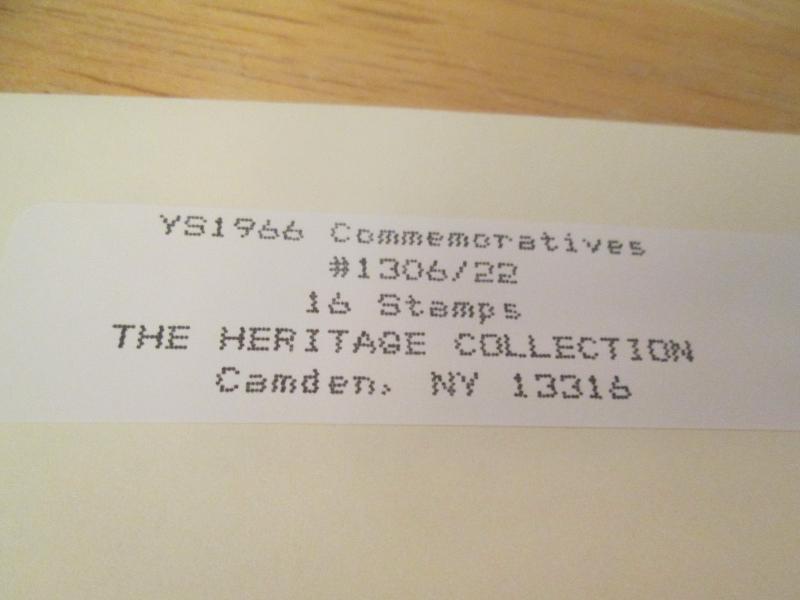 YS1966 Commemoratives
#1306/22
16 Stamps
THE HERITAGE COLLECTION
Camden, NY 13316